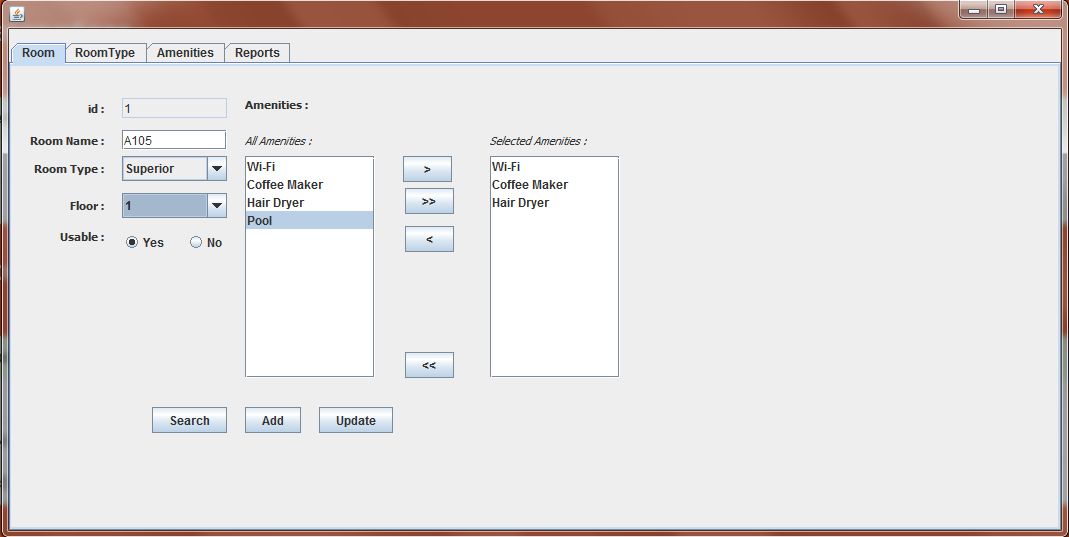 Room RoomType Amenities Reports
id : 1
Amenities :
Room Name : A105
All Amenities :
Selected Amenities :
Room Type : Superior
Floor : 1
Usable : Yes No
Wi-Fi
Coffee Maker
Hair Dryer
Pool
>
>>
<
<<
Wi-Fi
Coffee Maker
Hair Dryer
Search Add Update